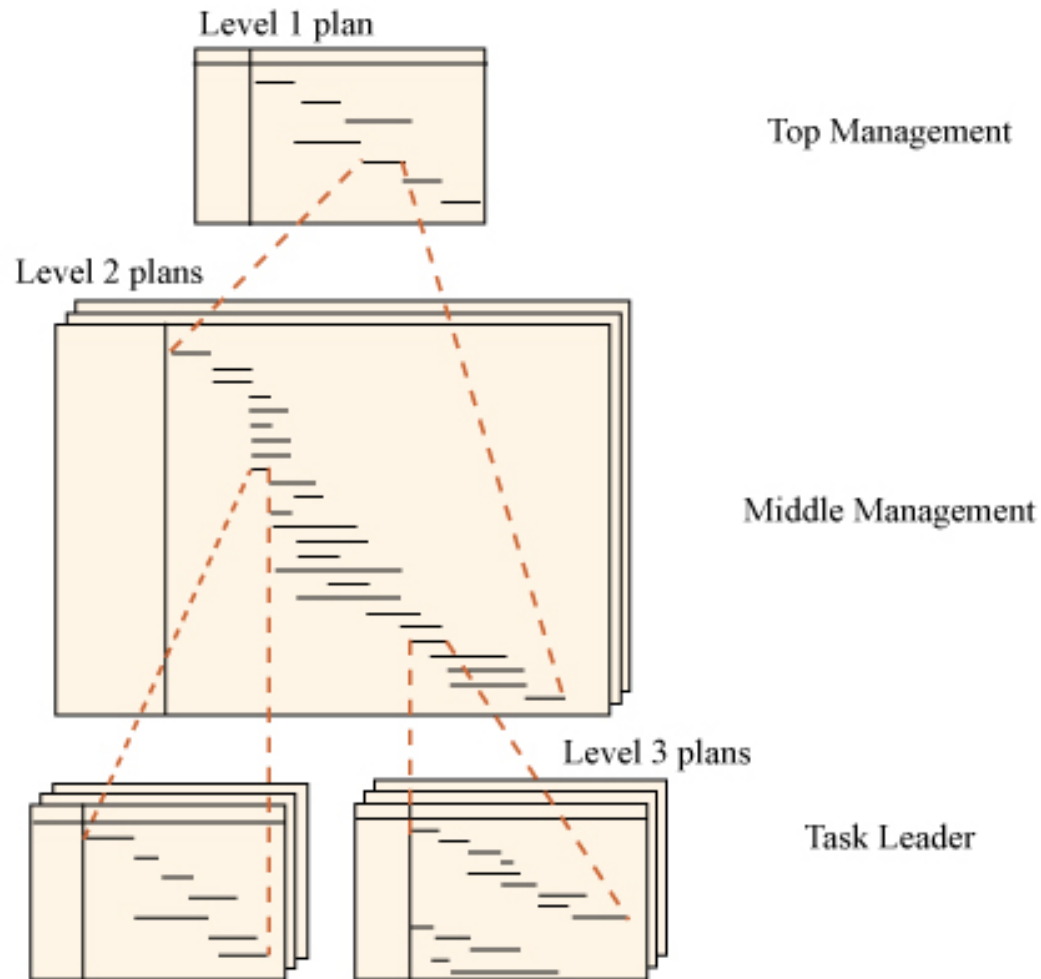 Level 1 plan
Top Management
Level 2 plans
Middle Management
Level 3 plans
Task Leader